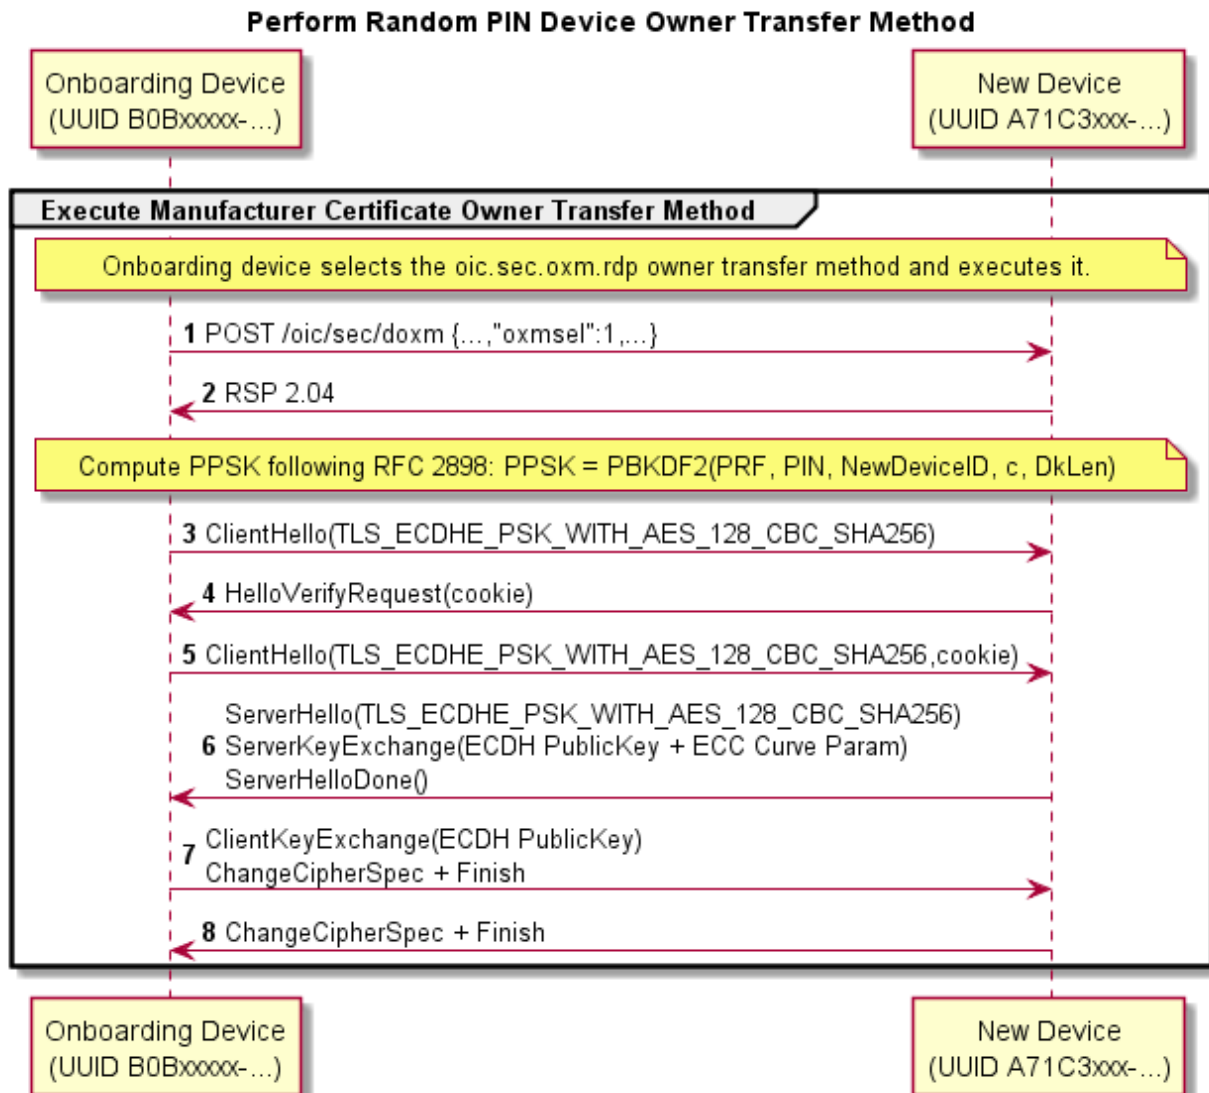 Perform Random PIN Device Owner Transfer Method
Onboarding Device
(UUID B0Bxxxxx-...)
New Device
(UUID A71C3xxx-...)
Execute Manufacturer Certificate Owner Transfer Method
Onboarding device selects the oic.sec.oxm.rdp owner transfer method and executes it.
1 POST /oic/sec/doxm {...,"oxmsel":1,...}
2 RSP 2.04
Compute PPSK following RFC 2898: PPSK = PBKDF2(PRF, PIN, NewDeviceID, c, DkLen)
3 ClientHello(TLS_ECDHE_PSK_WITH_AES_128_CBC_SHA256)
4 HelloVerifyRequest(cookie)
5 ClientHello(TLS_ECDHE_PSK_WITH_AES_128_CBC_SHA256,cookie)
ServerHello(TLS_ECDHE_PSK_WITH_AES_128_CBC_SHA256)
6 ServerKeyExchange(ECDH PublicKey + ECC Curve Param)
ServerHelloDone()
7 ClientKeyExchange(ECDH PublicKey)
ChangeCipherSpec + Finish
8 ChangeCipherSpec + Finish
Onboarding Device
(UUID B0Bxxxxx-...)
New Device
(UUID A71C3xxx-...)